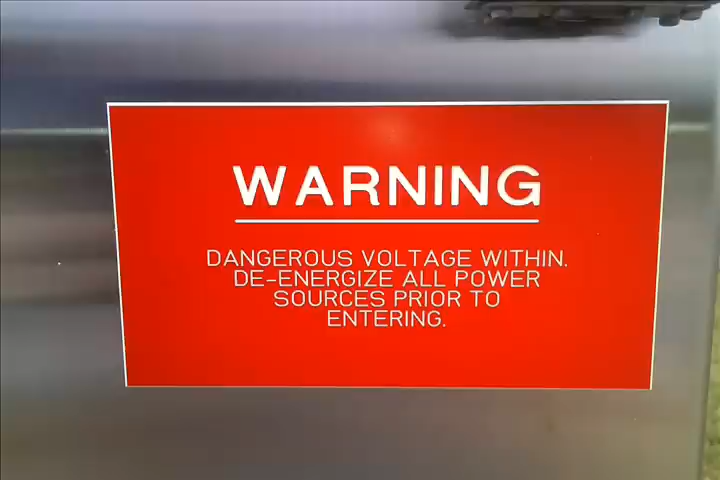 WARNING
DANGEROUS VOLTAGE WITHIN.
DE-ENERGIZE ALL POWER
SOURCES PRIOR TO
ENTERING.